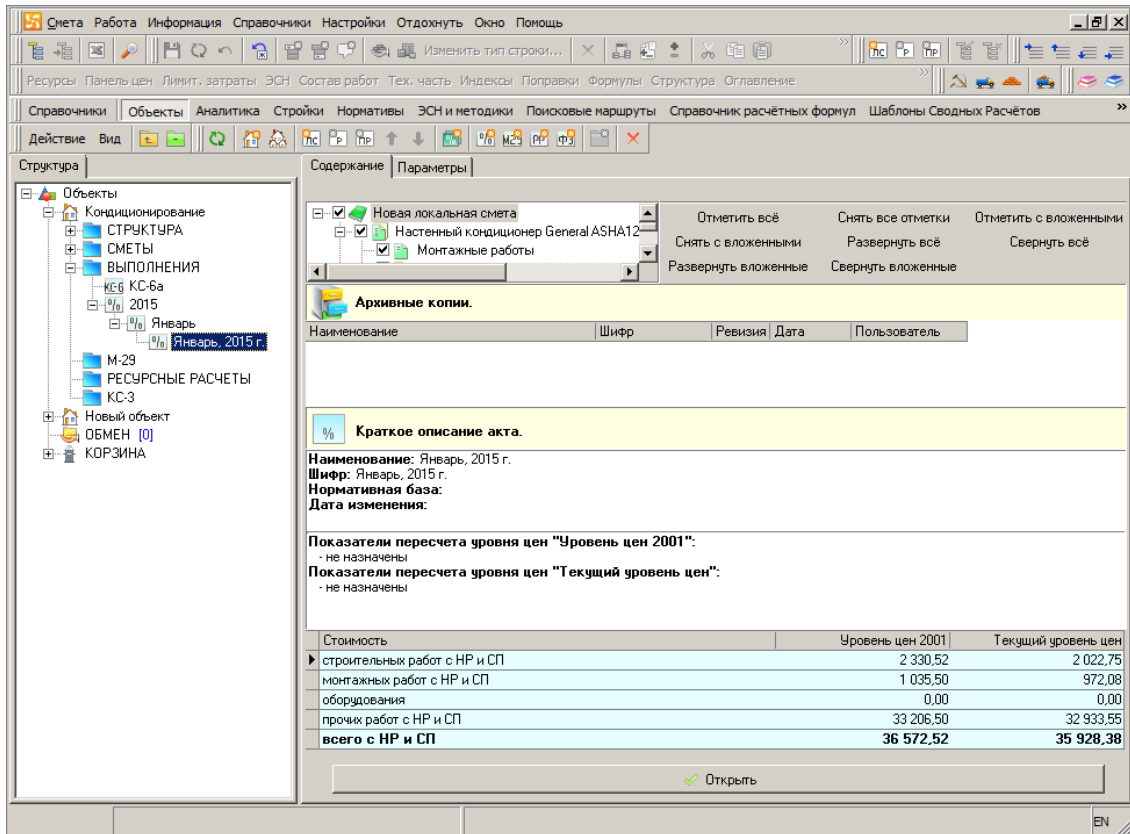 Смета Работа Информация Справочники Настройки Отдохнуть Окно Помощь
Изменить тип строки...
Ресурсы Панель цен Лимит. затраты ЭСН Состав работ Тех. часть Индексы Поправки Формулы Структура Оглавление
Справочники Объекты Аналитика Стройки Нормативы ЭСН и методики Поисковые маршруты Справочник расчётных формул Шаблоны Сводных Расчётов
Действие Вид
Структура
Содержание Параметры
Объекты
Кондиционирование
СТРУКТУРА
СМЕТЫ
ВЫПОЛНЕНИЯ
КС-6 КС-6а
% 2015
% Январь
% Январь, 2015 г.
М-29
РЕСУРСНЫЕ РАСЧЕТЫ
КС-3
Новый объект
ОБМЕН [0]
КОРЗИНА
Новая локальная смета
Настенный кондиционер General ASHA12
Монтажные работы
Отметить всё Снять все отметки Отметить с вложенными
Снять с вложенными Развернуть всё Свернуть всё
Развернуть вложенные Свернуть вложенные
Архивные копии.
Наименование Шифр Ревизия Дата Пользователь
% Краткое описание акта.
Наименование: Январь, 2015 г.
Шифр: Январь, 2015 г.
Нормативная база:
Дата изменения:
Показатели пересчета уровня цен "Уровень цен 2001":
- не назначены
Показатели пересчета уровня цен "Текущий уровень цен":
- не назначены
Стоимость Уровень цен 2001 Текущий уровень цен
строительных работ с НР и СП 2 330,52 2 022,75
монтажных работ с НР и СП 1 035,50 972,08
оборудования 0,00 0,00
прочих работ с НР и СП 33 206,50 32 933,55
всего с НР и СП 36 572,52 35 928,38
Открыть
EN